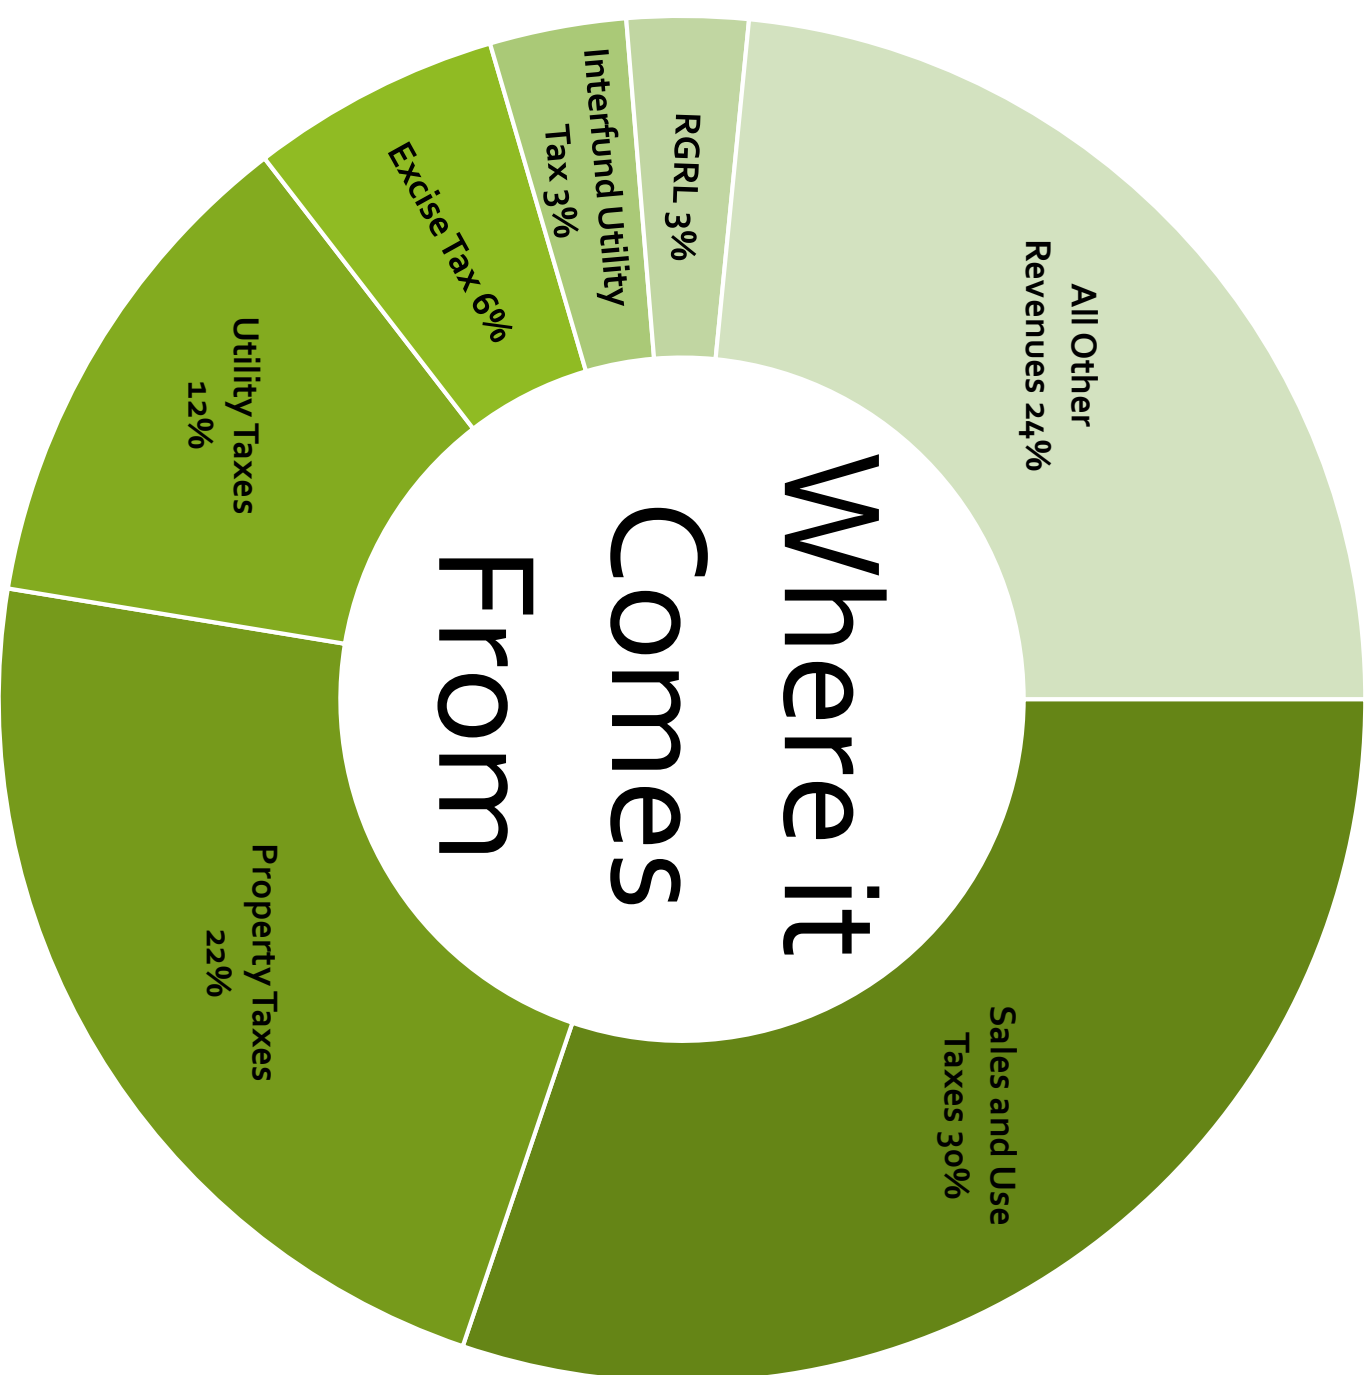 Where it
Comes
From
Sales and Use
Taxes 30%
Property Taxes
22%
Utility Taxes
12%
Excise Tax 6%
Interfund Utility
Tax 3%
RGRL 3%
All Other
Revenues 24%